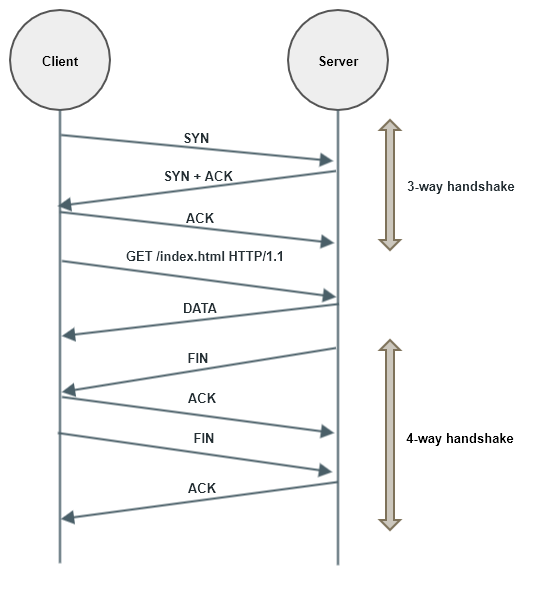 Client
Server
SYN
SYN + ACK
3-way handshake
ACK
GET /index.html HTTP/1.1
DATA
FIN
ACK
4-way handshake
FIN
ACK